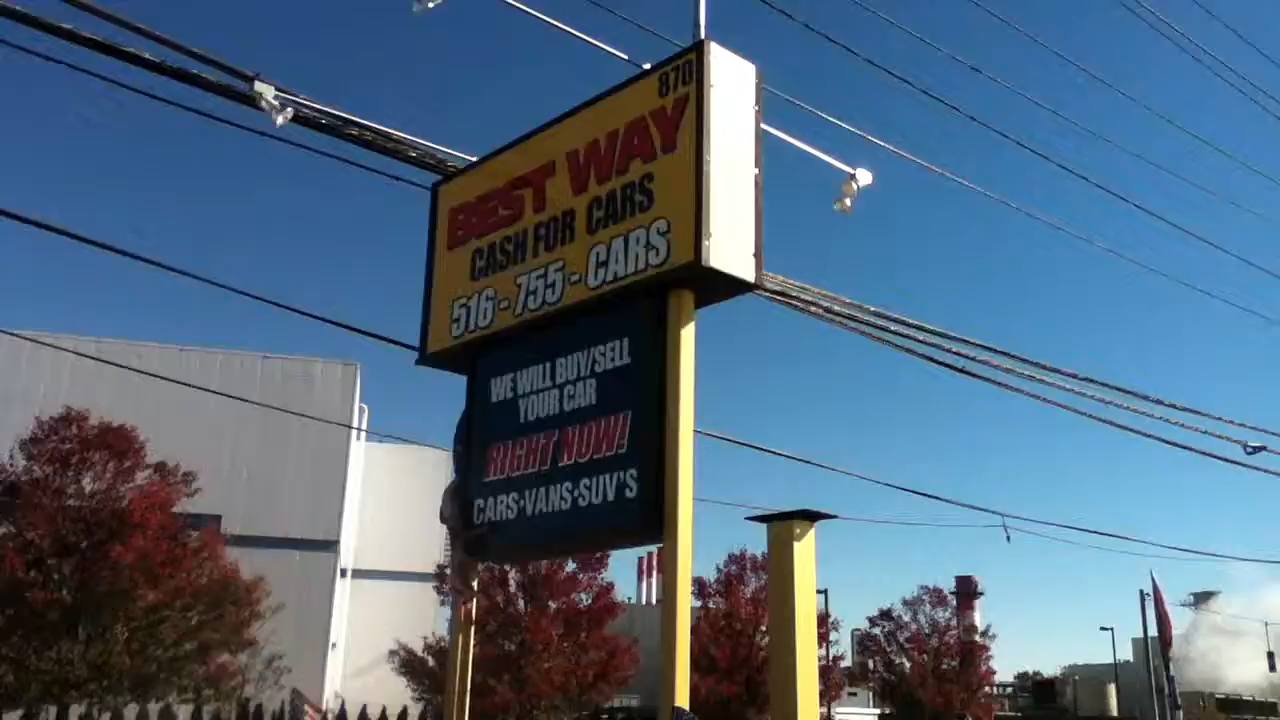 870
BEST WAY
CASH FOR CARS
516-755-CARS
WE WILL BUY/SELL
YOUR CAR
RIGHT NOW!
CARS·VANS·SUV'S